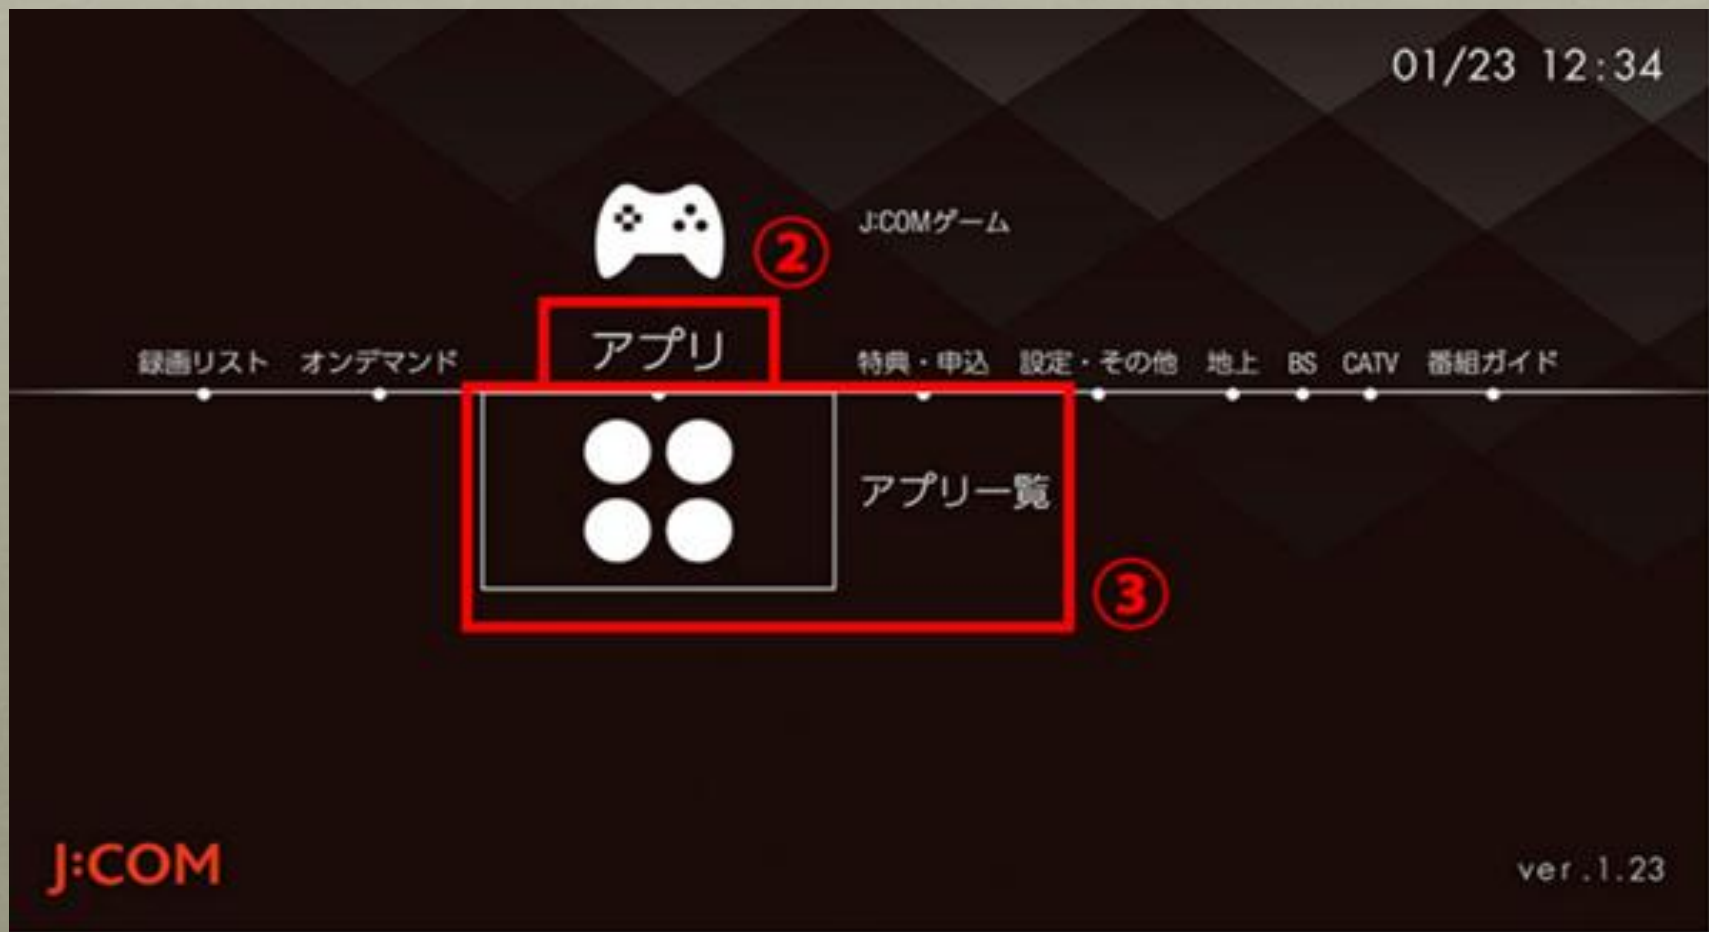 01/23 12:34
② J:COMゲーム
録画リスト オンデマンド アプリ 特典・申込 設定・その他 地上 BS CATV 番組ガイド
アプリ一覧
③
J:COM
ver.1.23